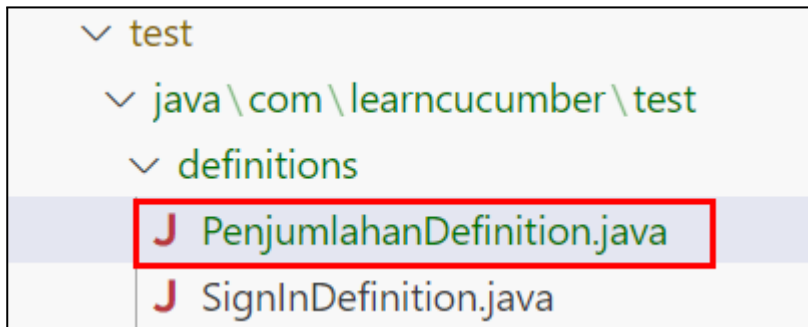 test
java\com\learncucumber\test
definitions
J PenjumlahanDefinition.java
J SignInDefinition.java